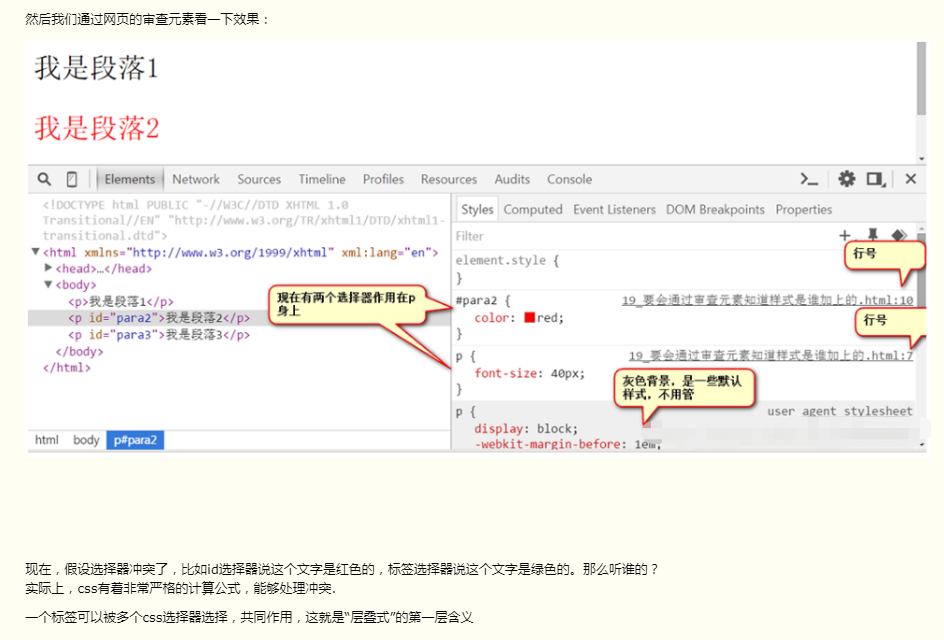 然后我们通过网页的审查元素看一下效果：
我是段落1
我是段落2
Elements Network Sources Timeline Profiles Resources Audits Console
<!DOCTYPE html PUBLIC "-//W3C//DTD XHTML 1.0
Transitional//EN" "http://www.w3.org/TR/xhtml1/DTD/xhtml1-
transitional.dtd">
<html xmlns="http://www.w3.org/1999/xhtml" xml:lang="en">
<head>…</head>
<body>
<p>我是段落1</p>
<p id="para2">我是段落2</p>
<p id="para3">我是段落3</p>
</body>
</html>
html body p#para2
现在有两个选择器作用在p
身上
Styles Computed Event Listeners DOM Breakpoints Properties
Filter
行号
element.style {
}
#para2 { 19_要会通过审查元素知道样式是谁加上的.html:10
color: red;
}
行号
p { 19_要会通过审查元素知道样式是谁加上的.html:7
font-size: 40px;
}
灰色背景，是一些默认
样式，不用管
p { user agent stylesheet
display: block;
-webkit-margin-before: 1em;
现在，假设选择器冲突了，比如id选择器说这个文字是红色的，标签选择器说这个文字是绿色的。那么听谁的？
实际上，css有着非常严格的计算公式，能够处理冲突.
一个标签可以被多个css选择器选择，共同作用，这就是“层叠式”的第一层含义